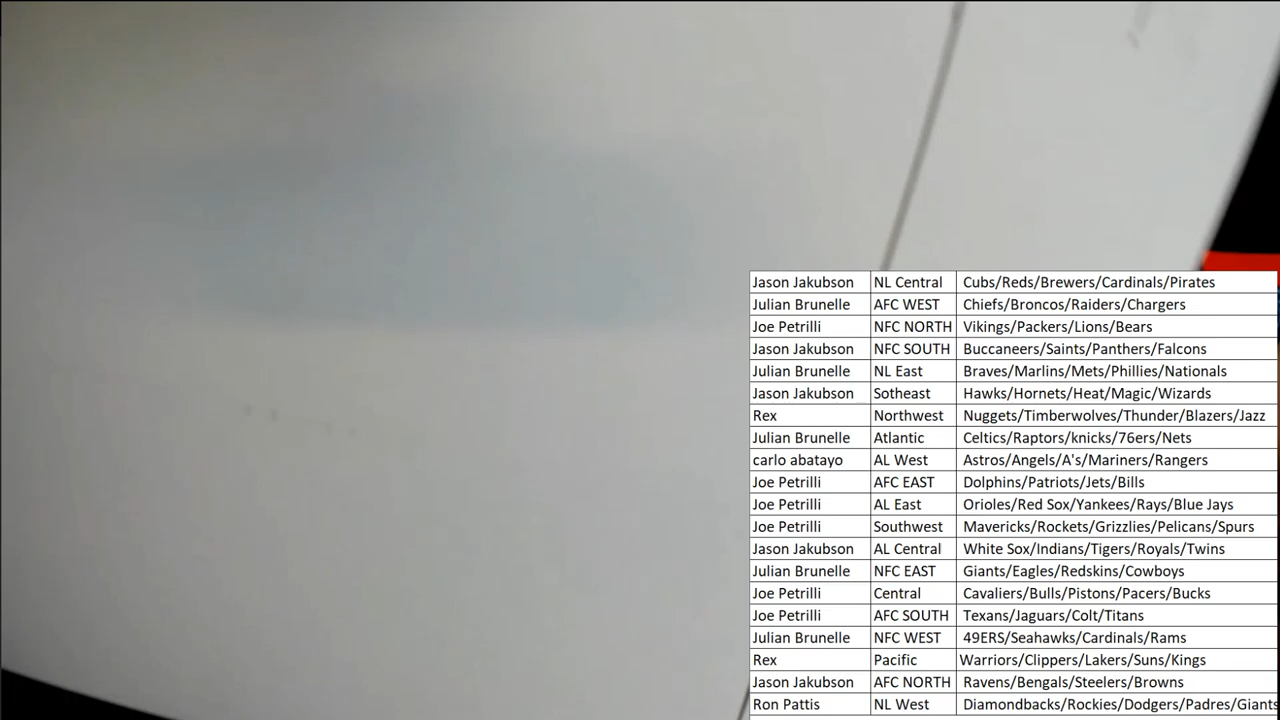 Jason Jakubson NL Central Cubs/Reds/Brewers/Cardinals/Pirates
Julian Brunelle AFC WEST Chiefs/Broncos/Raiders/Chargers
Joe Petrilli NFC NORTH Vikings/Packers/Lions/Bears
Jason Jakubson NFC SOUTH Buccaneers/Saints/Panthers/Falcons
Julian Brunelle NL East Braves/Marlins/Mets/Phillies/Nationals
Jason Jakubson Sotheast Hawks/Hornets/Heat/Magic/Wizards
Rex Northwest Nuggets/Timberwolves/Thunder/Blazers/Jazz
Julian Brunelle Atlantic Celtics/Raptors/knicks/76ers/Nets
carlo abatayo AL West Astros/Angels/A's/Mariners/Rangers
Joe Petrilli AFC EAST Dolphins/Patriots/Jets/Bills
Joe Petrilli AL East Orioles/Red Sox/Yankees/Rays/Blue Jays
Joe Petrilli Southwest Mavericks/Rockets/Grizzlies/Pelicans/Spurs
Jason Jakubson AL Central White Sox/Indians/Tigers/Royals/Twins
Julian Brunelle NFC EAST Giants/Eagles/Redskins/Cowboys
Joe Petrilli Central Cavaliers/Bulls/Pistons/Pacers/Bucks
Joe Petrilli AFC SOUTH Texans/Jaguars/Colt/Titans
Julian Brunelle NFC WEST 49ERS/Seahawks/Cardinals/Rams
Rex Pacific Warriors/Clippers/Lakers/Suns/Kings
Jason Jakubson AFC NORTH Ravens/Bengals/Steelers/Browns
Ron Pattis NL West Diamondbacks/Rockies/Dodgers/Padres/Giants